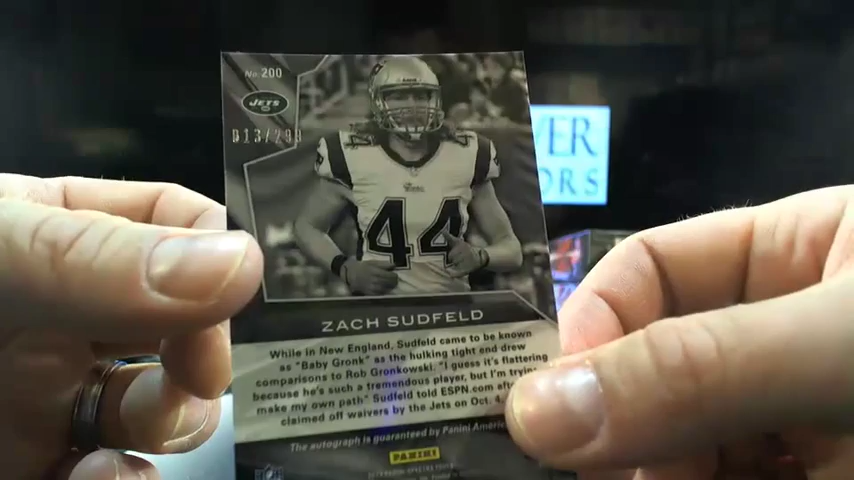 No. 200
JETS
013/299
44
ZACH SUDFELD
While in New England, Sudfeld came to be known
as "Baby Gronk" as the hulking tight end drew
comparisons to Rob Gronkowski. "I guess it's flattering
because he's such a tremendous player, but I'm trying
make my own path" Sudfeld told ESPN.com
claimed off waivers by the Jets on Oct. 4.
The autograph is guaranteed by Panini
PANINI
VER
ORS